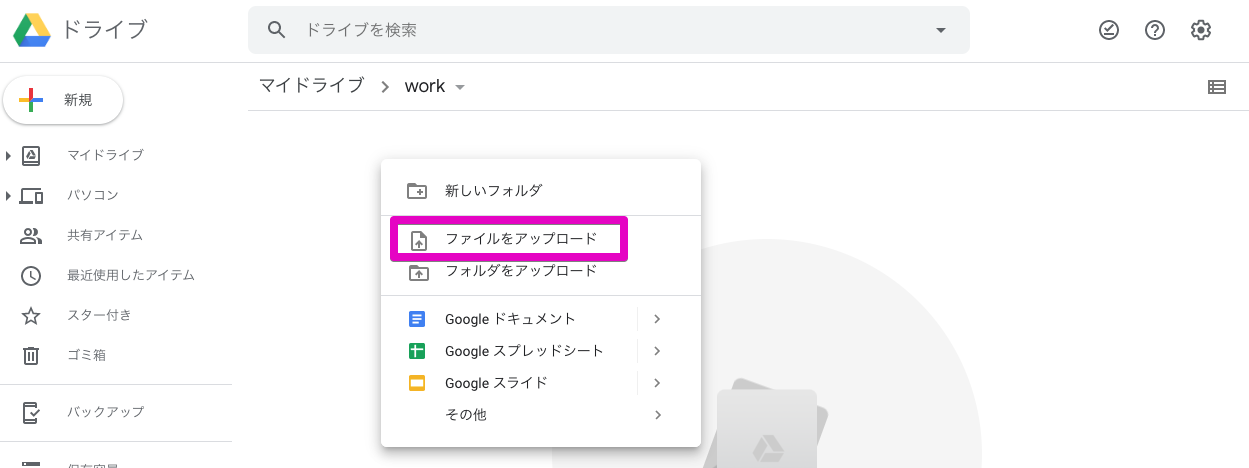 ドライブ
ドライブを検索
マイドライブ
work
新規
マイドライブ
パソコン
共有アイテム
最近使用したアイテム
スター付き
ゴミ箱
バックアップ
保存容量
新しいフォルダ
ファイルをアップロード
フォルダをアップロード
Google ドキュメント
Google スプレッドシート
Google スライド
その他